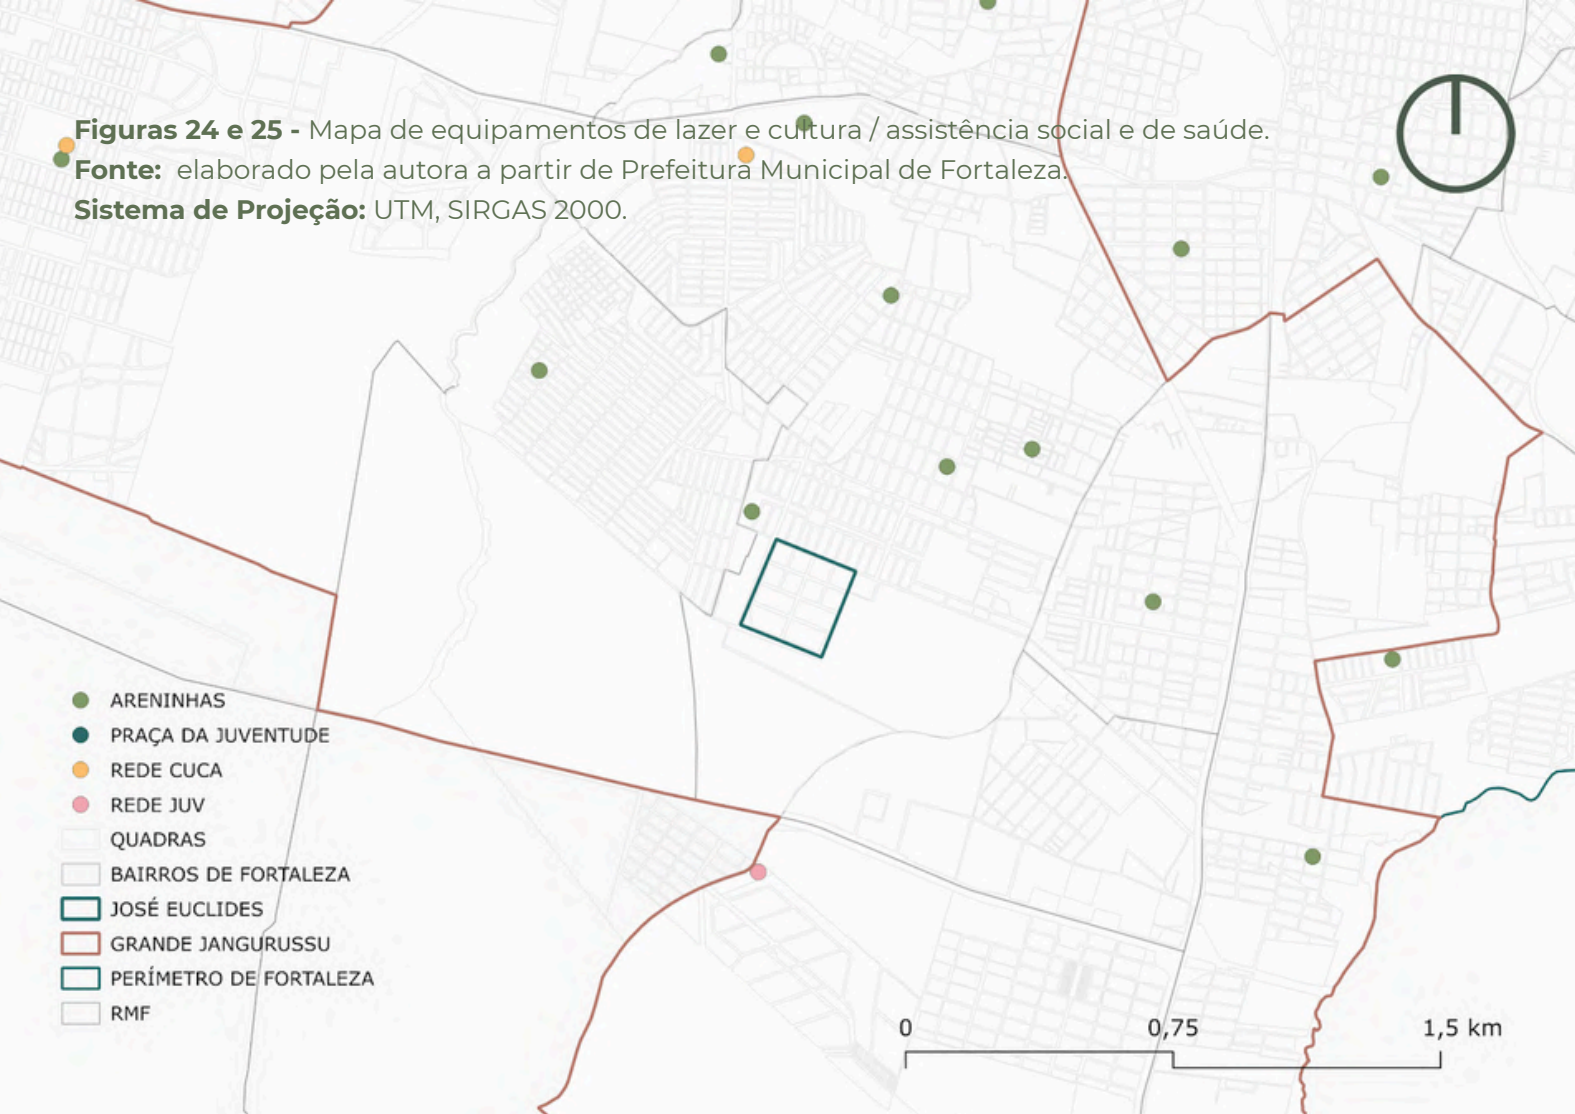 Figuras 24 e 25 - Mapa de equipamentos de lazer e cultura / assistência social e de saúde.
Fonte: elaborado pela autora a partir de Prefeitura Municipal de Fortaleza.
Sistema de Projeção: UTM, SIRGAS 2000.
ARENINHAS
PRAÇA DA JUVENTUDE
REDE CUCA
REDE JUV
QUADRAS
BAIRROS DE FORTALEZA
JOSÉ EUCLIDES
GRANDE JANGURUSSU
PERÍMETRO DE FORTALEZA
RMF
0 0,75 1,5 km